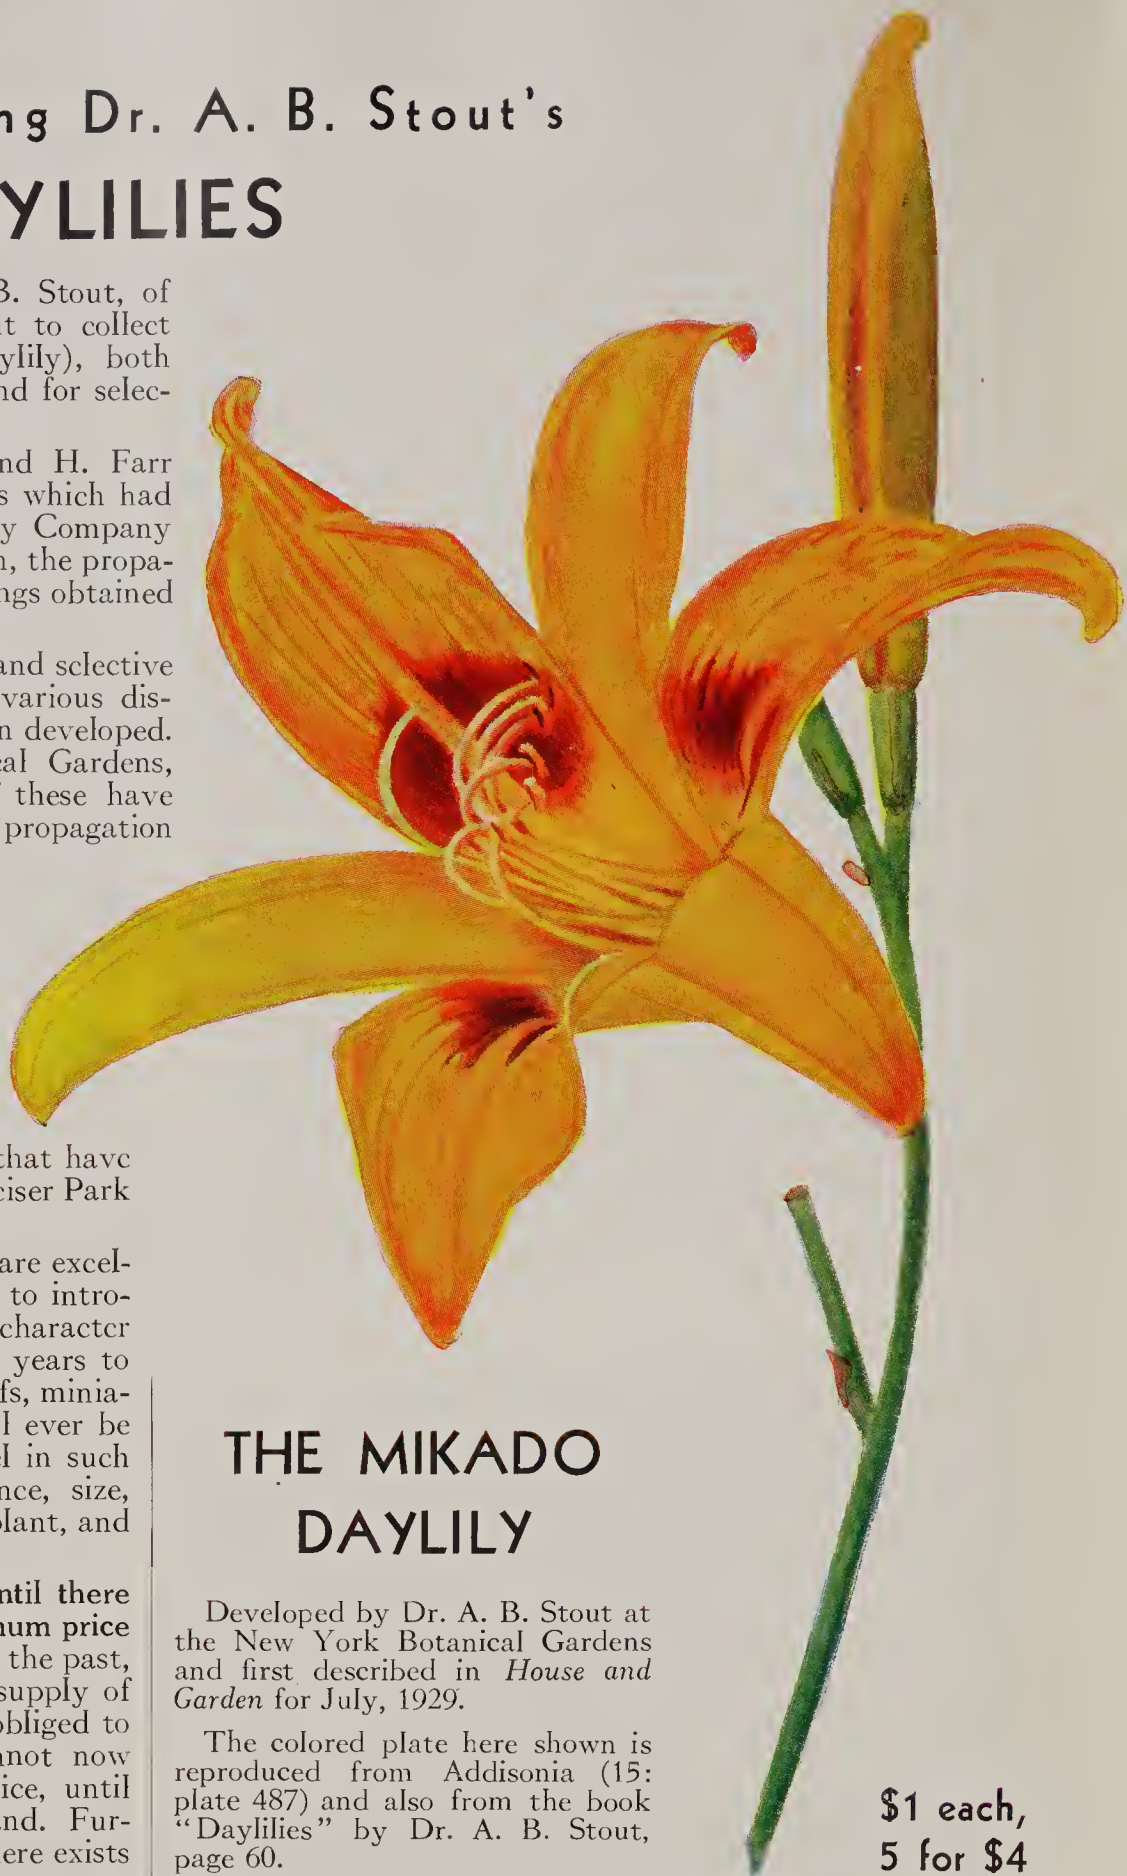 ng Dr. A. B. Stout's
YLILIES
B. Stout, of
t to collect
ylily), both
nd for selec-
nd H. Farr
s which had
y Company
n, the propa-
ngs obtained
and sclective
various dis-
n developed.
cal Gardens,
these have
propagation
that havc
ciser Park
are excel-
to intro-
charactcr
years to
fs, minia-
l ever be
el in such
nce, size,
plant, and
ntil there
num price
the past,
supply of
obliged to
nnot now
ice, until
nd. Fur-
ere exists
THE MIKADO
DAYLILY
Developed by Dr. A. B. Stout at
the New York Botanical Gardens
and first described in House and
Garden for July, 1929.
The colored plate here shown is
reproduced from Addisonia (15:
plate 487) and also from the book
“Daylilies” by Dr. A. B. Stout,
page 60.
$1 each,
5 for $4